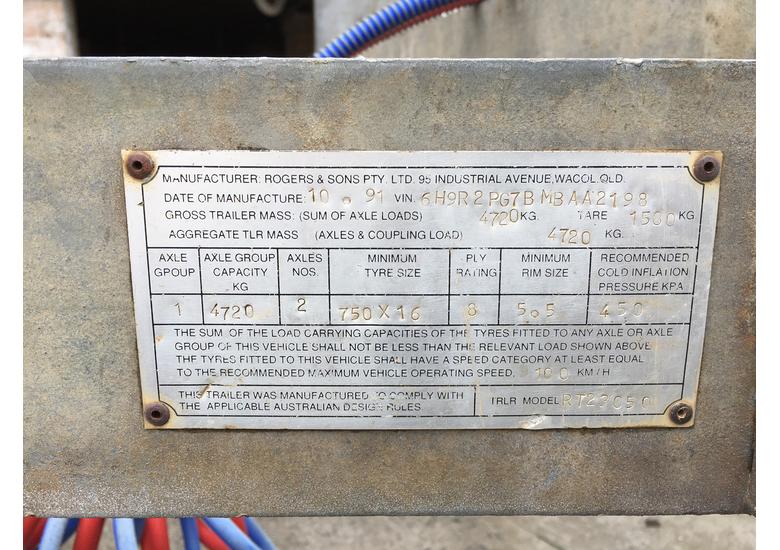 MANUFACTURER: ROGERS & SONS PTY. LTD. 95 INDUSTRIAL AVENUE, WACOL. QLD.
DATE OF MANUFACTURE: 10 . 91 VIN. 6H9R2PG7BMBAA2198
GROSS TRAILER MASS: (SUM OF AXLE LOADS) 4720 KG. TARE 1500 KG
AGGREGATE TLR MASS (AXLES & COUPLING LOAD) 4720 KG.
AXLE GROUP
AXLE GROUP CAPACITY KG
AXLES NOS.
MINIMUM TYRE SIZE
PLY RATING
MINIMUM RIM SIZE
RECOMMENDED COLD INFLATION PRESSURE KPA
1 4720 2 750X16 8 5.5 450
THE SUM OF THE LOAD CARRYING CAPACITIES OF THE TYRES FITTED TO ANY AXLE OR AXLE
GROUP OF THIS VEHICLE SHALL NOT BE LESS THAN THE RELEVANT LOAD SHOWN ABOVE
THE TYRES FITTED TO THIS VEHICLE SHALL HAVE A SPEED CATEGORY AT LEAST EQUAL
TO THE RECOMMENDED MAXIMUM VEHICLE OPERATING SPEED. 100 KM/H
THIS TRAILER WAS MANUFACTURED TO COMPLY WITH
THE APPLICABLE AUSTRALIAN DESIGN RULES.
TRLR MODEL